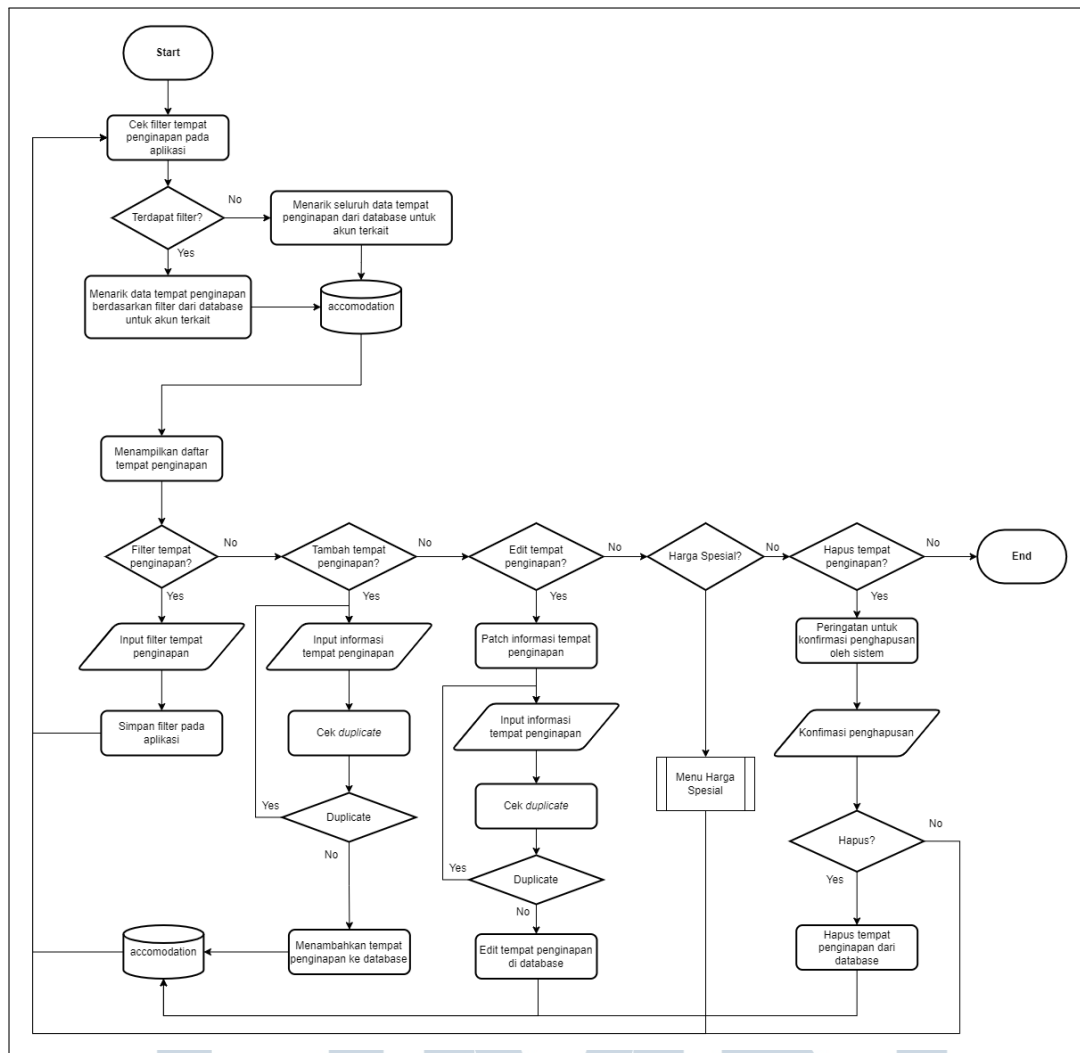 Start
Cek filter tempat
penginapan pada
aplikasi
Terdapat filter?
No
Menarik seluruh data tempat
penginapan dari database untuk
akun terkait
Yes
Menarik data tempat penginapan
berdasarkan filter dari database
untuk akun terkait
accomodation
Menampilkan daftar
tempat penginapan
Filter tempat
penginapan?
No
Tambah tempat
penginapan?
No
Edit tempat
penginapan?
No
Harga Spesial?
No
Hapus tempat
penginapan?
No
End
Yes
Input filter tempat
penginapan
Simpan filter pada
aplikasi
Yes
Input informasi
tempat penginapan
Cek duplicate
Yes
Duplicate
No
Menambahkan tempat
penginapan ke database
accomodation
Yes
Patch informasi tempat
penginapan
Input informasi
tempat penginapan
Cek duplicate
Yes
Duplicate
No
Edit tempat penginapan
di database
Menu Harga
Spesial
Yes
Peringatan untuk
konfirmasi penghapusan
oleh sistem
Konfimasi penghapusan
Hapus?
No
Yes
Hapus tempat
penginapan dari
database